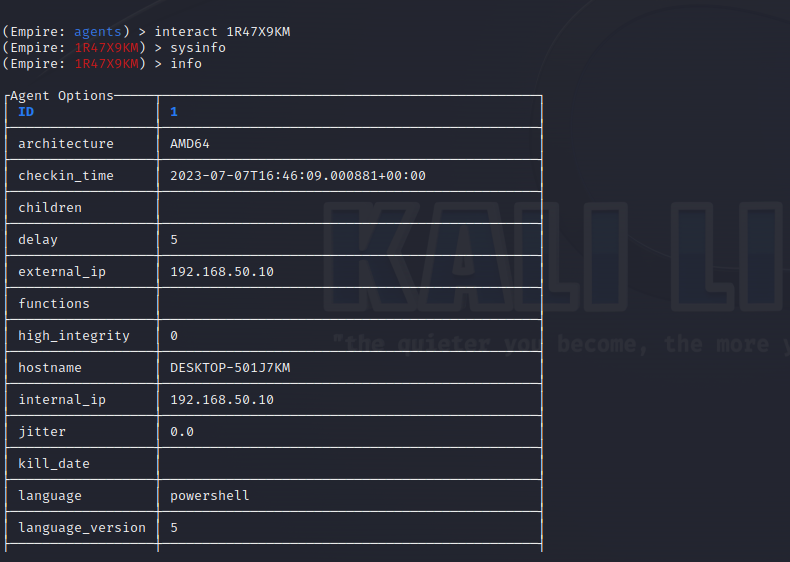 (Empire: agents) > interact 1R47X9KM
(Empire: 1R47X9KM) > sysinfo
(Empire: 1R47X9KM) > info
Agent Options
ID 1
architecture AMD64
checkin_time 2023-07-07T16:46:09.000881+00:00
children
delay 5
external_ip 192.168.50.10
functions
high_integrity 0
hostname DESKTOP-501J7KM
internal_ip 192.168.50.10
jitter 0.0
kill_date
language powershell
language_version 5
KALI LI
"the quieter you become, the more y